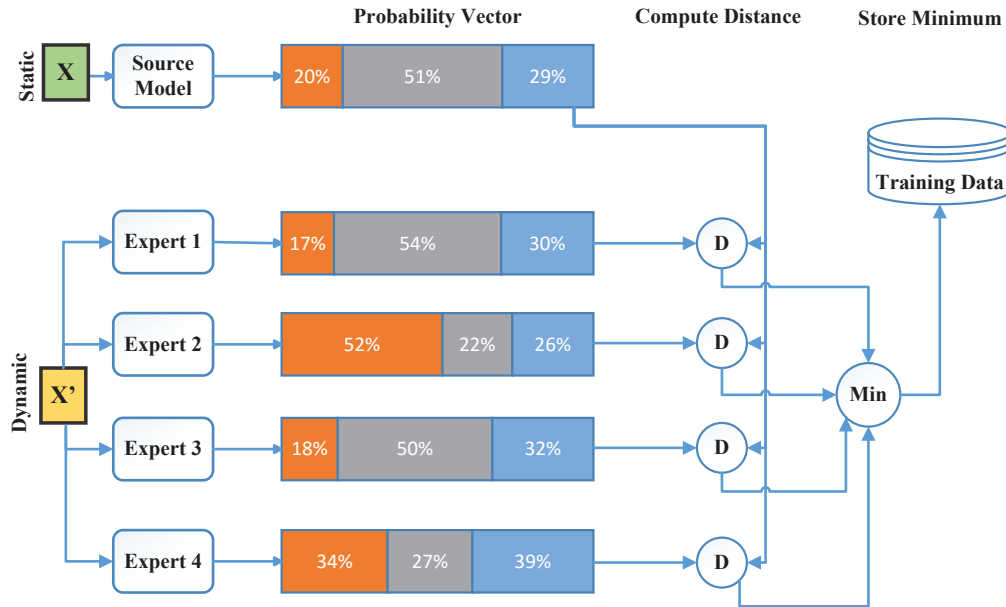 Probability Vector
Compute Distance
Store Minimum
Static
X
Source
Model
20%
51%
29%
Training Data
Expert 1
17%
54%
30%
D
Expert 2
52%
22%
26%
D
Dynamic
X’
Min
Expert 3
18%
50%
32%
D
Expert 4
34%
27%
39%
D